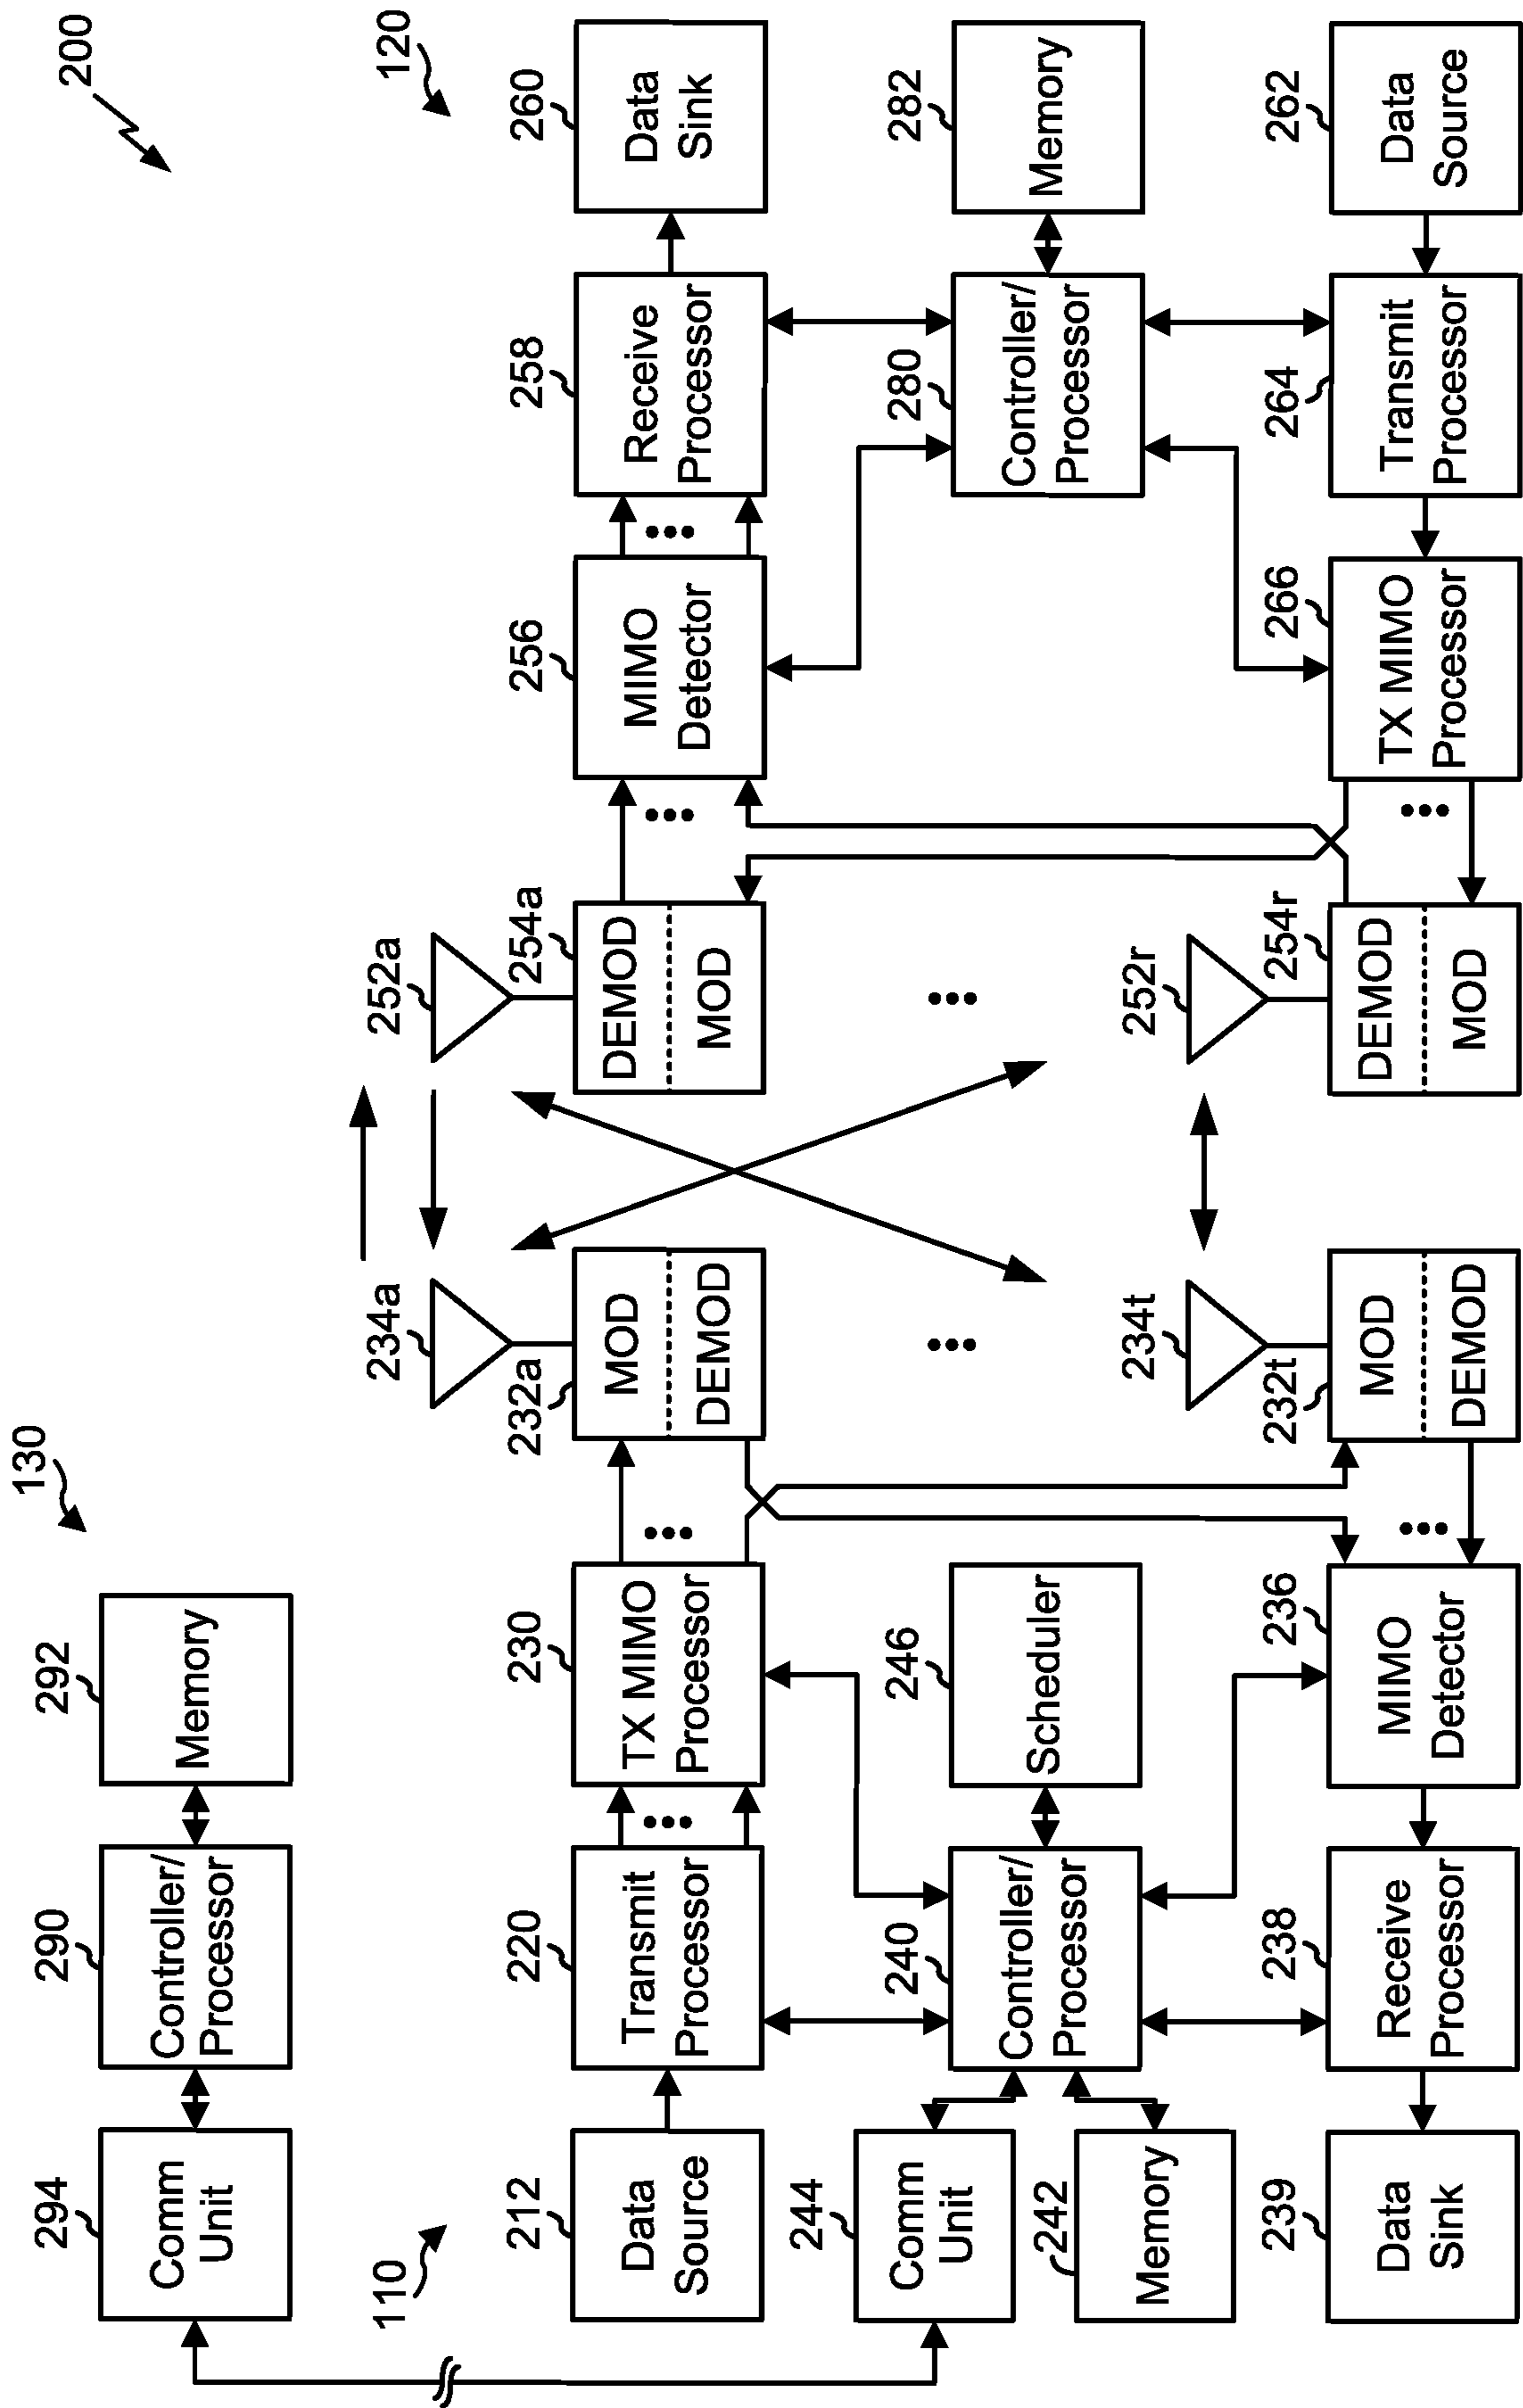 200
130
292
Memory
290
Controller/
Processor
294
Comm
Unit
110
120
234a
252a
212
Data
Source
220
Transmit
Processor
230
TX MIMO
Processor
232a
MOD
DEMOD
254a
DEMOD
MOD
256
MIMO
Detector
258
Receive
Processor
260
Data
Sink
244
Comm
Unit
242
Memory
240
Controller/
Processor
246
Scheduler
280
Controller/
Processor
282
Memory
234t
252r
239
Data
Sink
238
Receive
Processor
236
MIMO
Detector
232t
MOD
DEMOD
254r
DEMOD
MOD
266
TX MIMO
Processor
264
Transmit
Processor
262
Data
Source